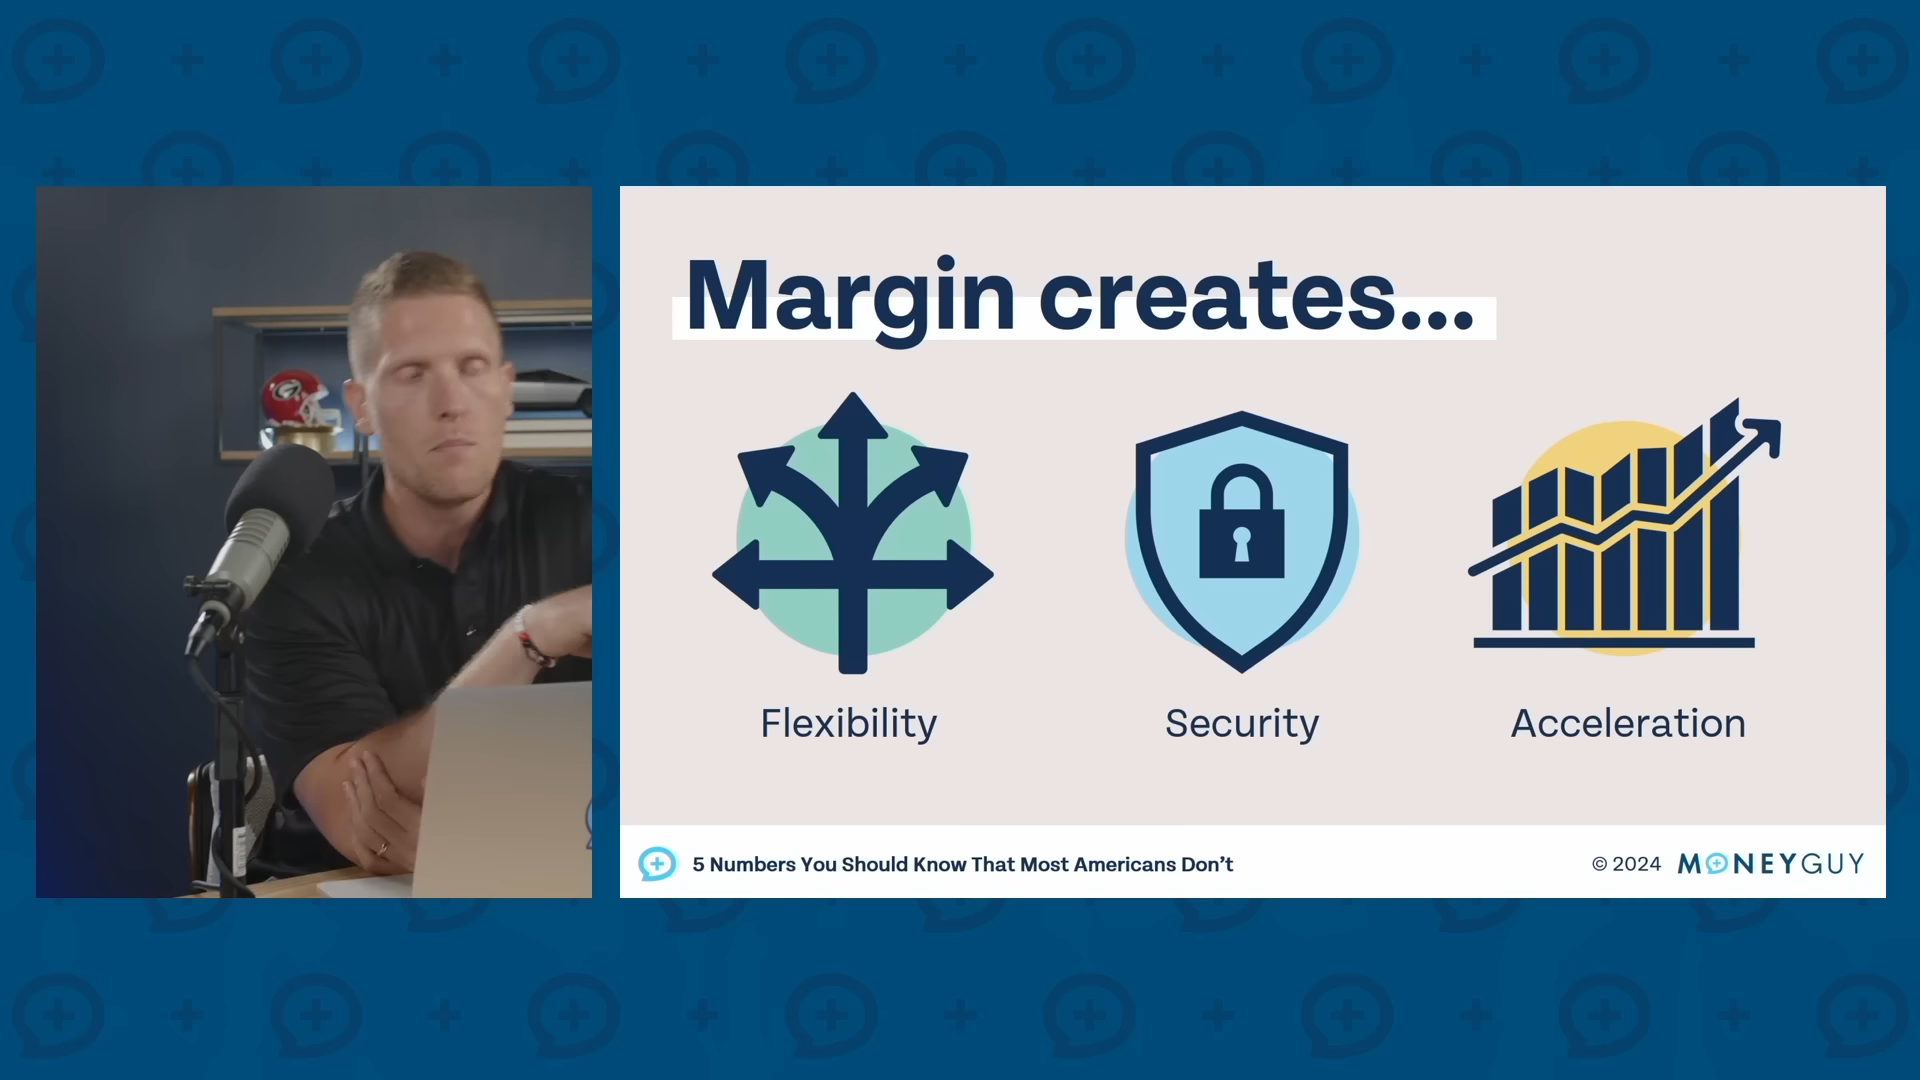 Margin creates...
Flexibility
Security
Acceleration
5 Numbers You Should Know That Most Americans Don’t
© 2024 MONEYGUY
G